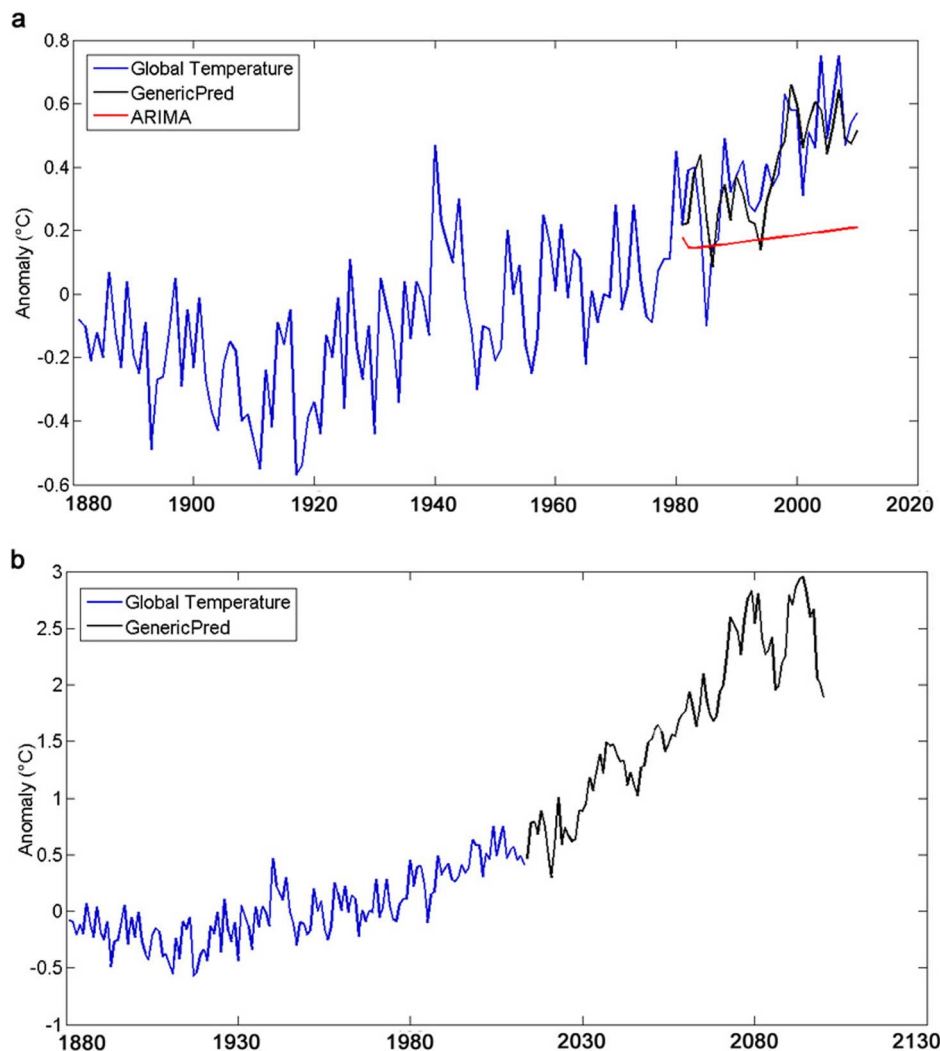 a
0.8
0.6
0.4
0.2
0
-0.2
-0.4
-0.6
Anomaly (°C)
Global Temperature
GenericPred
ARIMA
1880 1900 1920 1940 1960 1980 2000 2020
b
3
2.5
2
1.5
1
0.5
0
-0.5
-1
Anomaly (°C)
Global Temperature
GenericPred
1880 1930 1980 2030 2080 2130